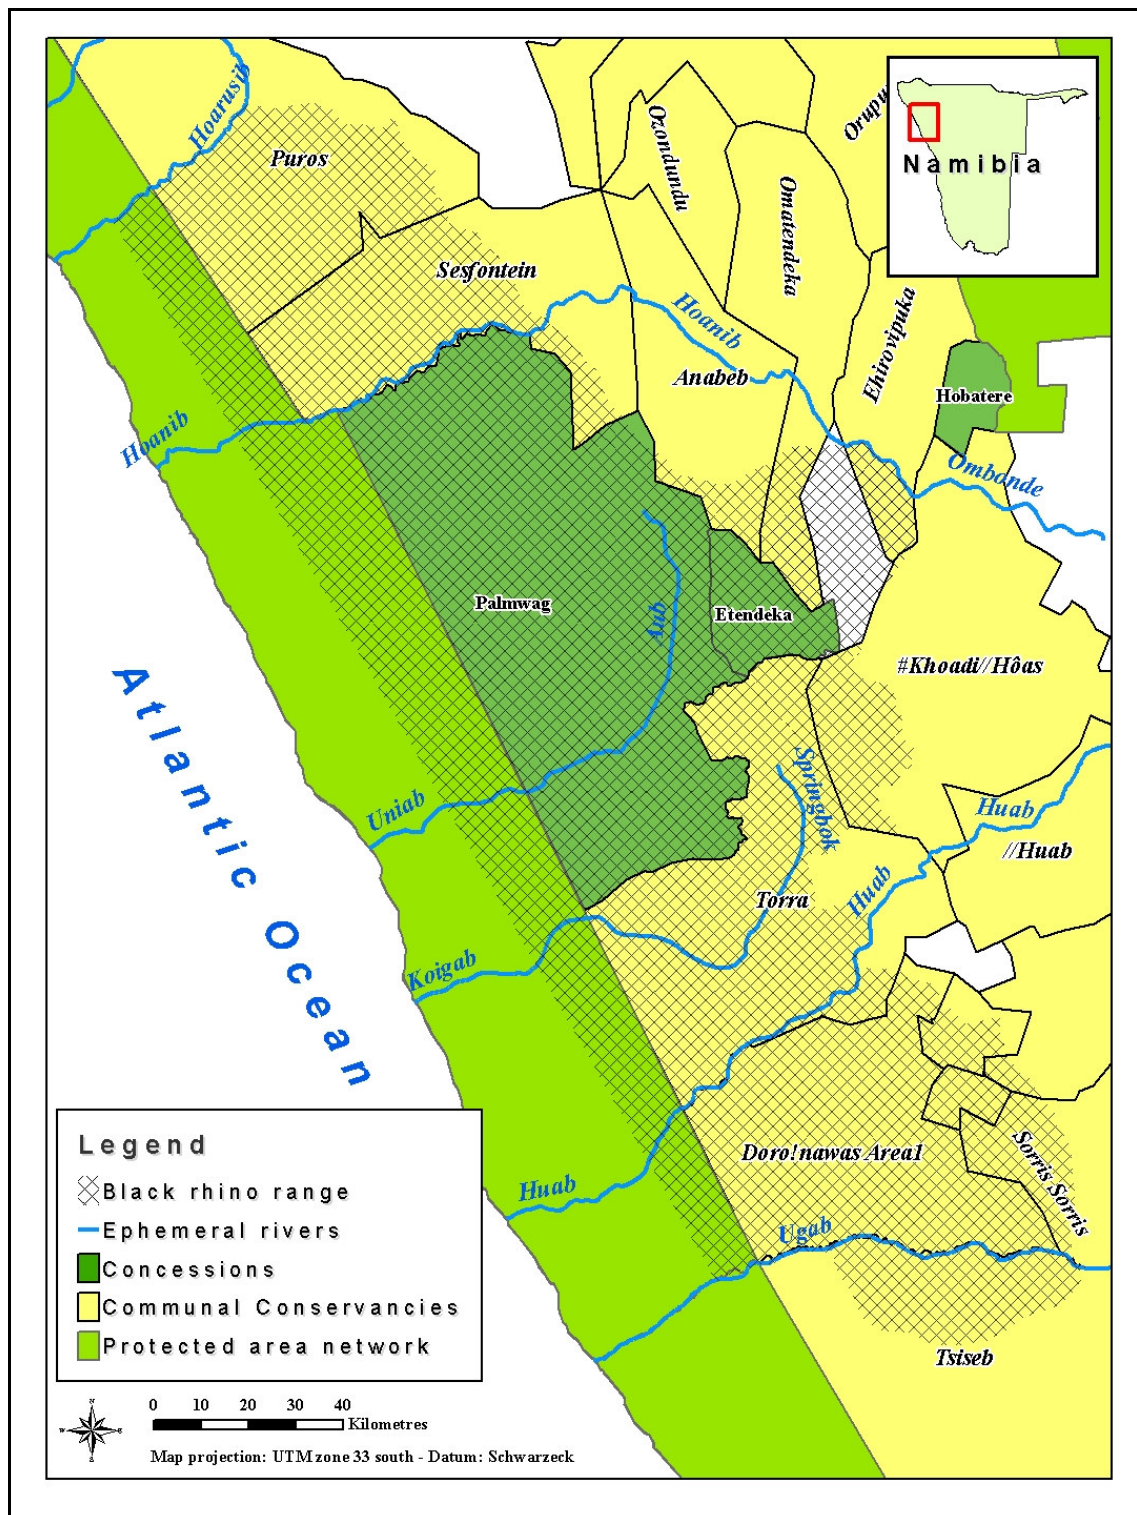 Hoarusib
Puros
Ozondundu
Orupu
Namibia
Omatendeka
Sesfontein
Hoanib
Ehirovipuka
Anabeb
Hobatere
Hoanib
Ombonde
Palmwag
Aub
Etendeka
#Khoadi//Hôas
Atlantic Ocean
Springbok
Uniab
Huab
//Huab
Huab
Torra
Koigab
Doro!nawas Area1
Sorris Sorris
Huab
Ugab
Tsiseb
Legend
Black rhino range
Ephemeral rivers
Concessions
Communal Conservancies
Protected area network
N
W E
S
0 10 20 30 40
Kilometres
Map projection: UTM zone 33 south - Datum: Schwarzeck